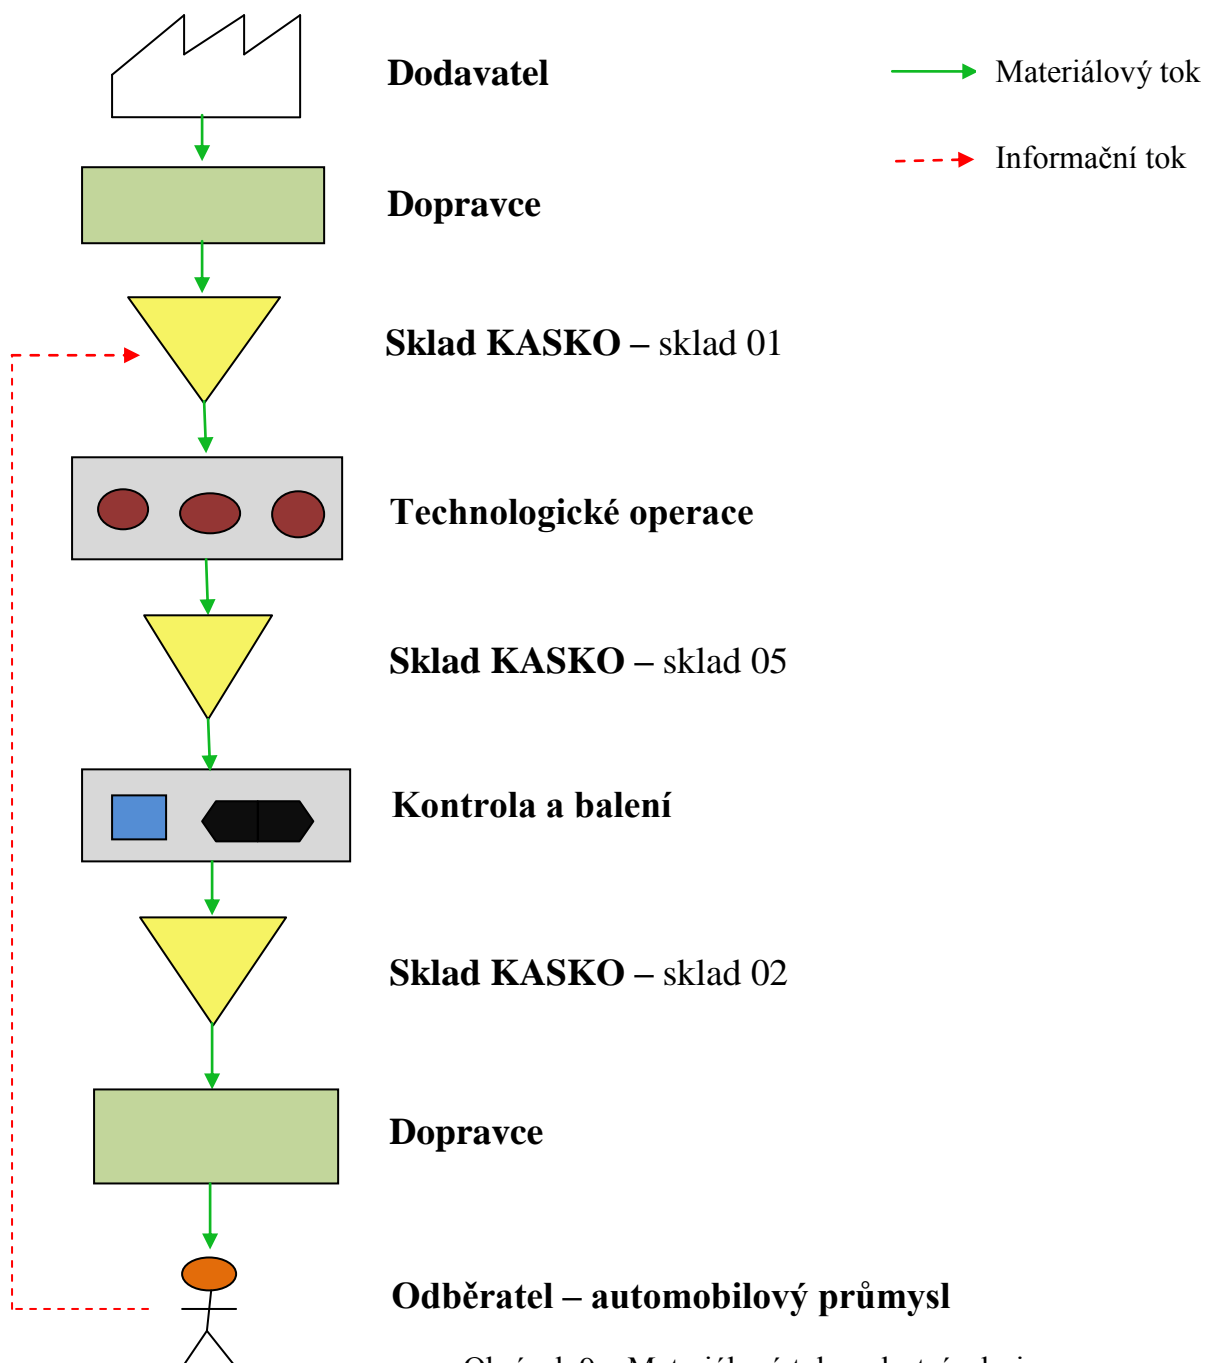 Dodavatel
Materiálový tok
Informační tok
Dopravce
Sklad KASKO – sklad 01
Technologické operace
Sklad KASKO – sklad 05
Kontrola a balení
Sklad KASKO – sklad 02
Dopravce
Odběratel – automobilový průmysl